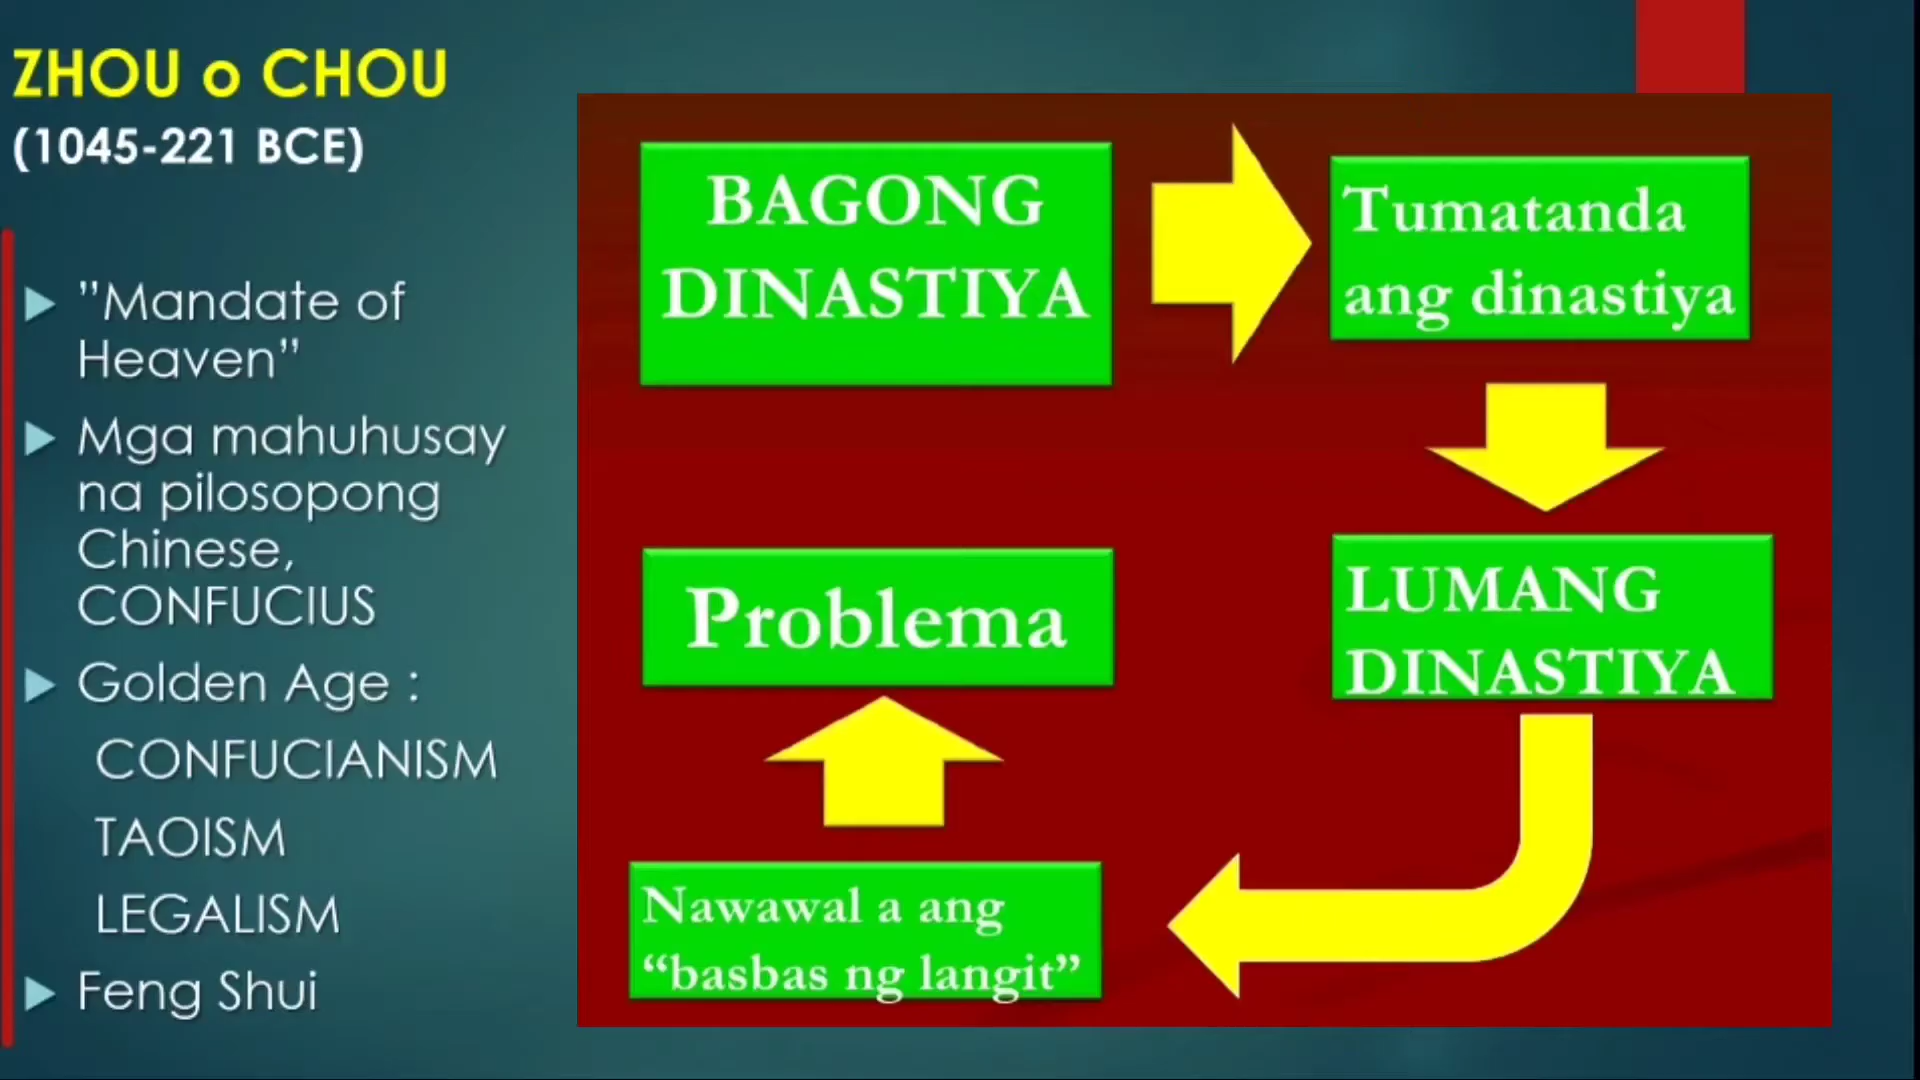 ZHOU o CHOU
(1045-221 BCE)
”Mandate of
Heaven”
Mga mahuhusay
na pilosopong
Chinese,
CONFUCIUS
Golden Age :
CONFUCIANISM
TAOISM
LEGALISM
Feng Shui
BAGONG
DINASTIYA
Tumatanda
ang dinastiya
LUMANG
DINASTIYA
Nawawal a ang
“basbas ng langit”
Problema